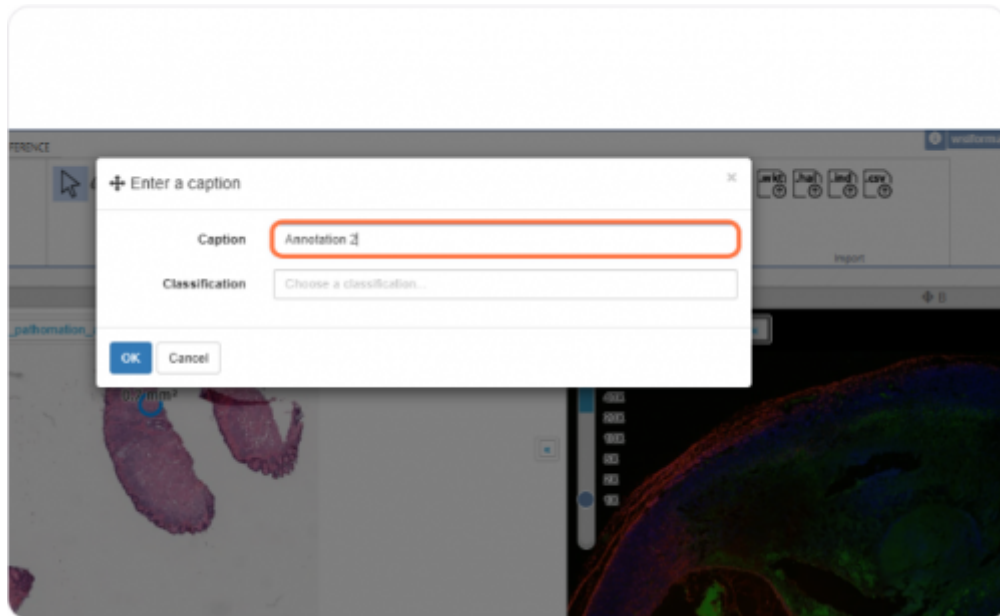 FERENCE
Enter a caption
×
.wkt .hal .ind .csv
Caption
Annotation 2
Import
Classification
Choose a classification...
B
_pathomation_
OK
Cancel